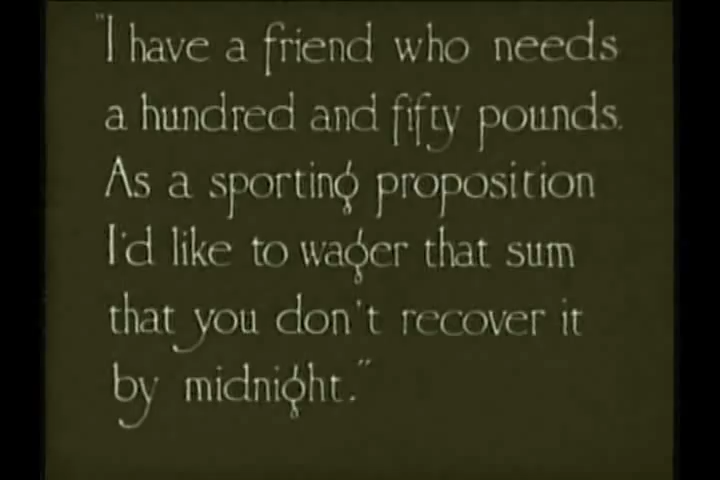 "I have a friend who needs
a hundred and fifty pounds.
As a sporting proposition
I'd like to wager that sum
that you don't recover it
by midnight."